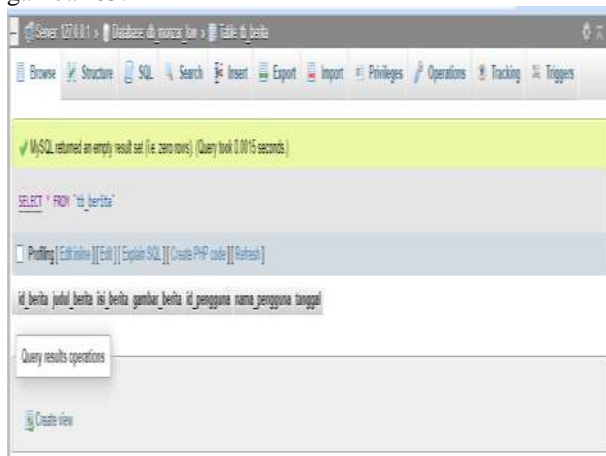 Server: 127.0.0.1 » Database: db_monza_low » Table: tb_berita
Browse Structure SQL Search Insert Export Import Privileges Operations Tracking Triggers
MySQL returned an empty result set (i.e. zero rows). (Query took 0.0015 seconds.)
SELECT * FROM `tb_berita`
Profiling [ Edit inline ] [ Edit ] [ Explain SQL ] [ Create PHP code ] [ Refresh ]
id_berita judul_berita isi_berita gambar_berita id_pengguna nama_pengguna tanggal
Query results operations
Create view